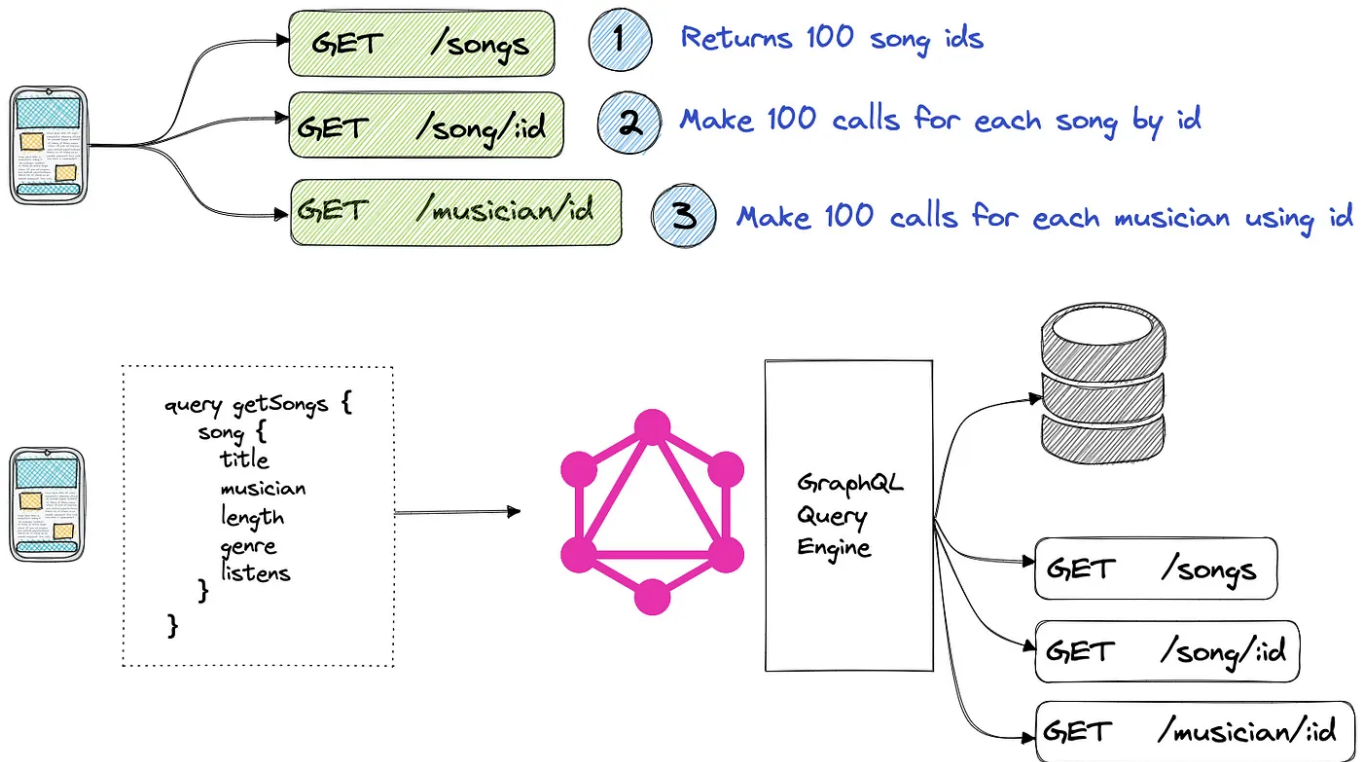 GET /songs
1
Returns 100 song ids
GET /song/:id
2
Make 100 calls for each song by id
GET /musician/id
3
Make 100 calls for each musician using id
query getSongs {
song {
title
musician
length
genre
listens
}
}
GraphQL
Query
Engine
GET /songs
GET /song/:id
GET /musician/:id